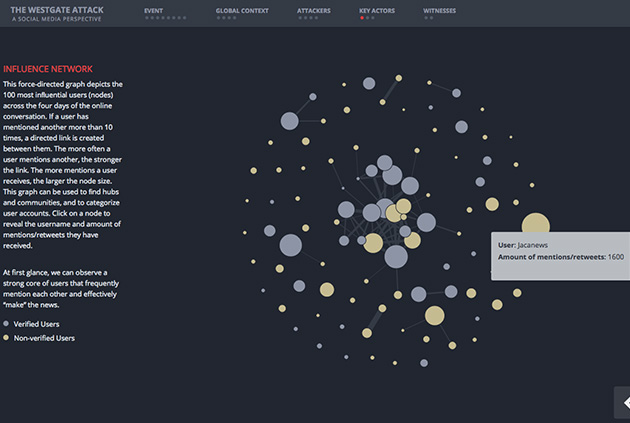 THE WESTGATE ATTACK
A SOCIAL MEDIA PERSPECTIVE
EVENT
GLOBAL CONTEXT
ATTACKERS
KEY ACTORS
WITNESSES
INFLUENCE NETWORK
This force-directed graph depicts the
100 most influential users (nodes)
across the four days of the online
conversation. If a user has
mentioned another more than 10
times, a directed link is created
between them. The more often a
user mentions another, the stronger
the link. The more mentions a user
receives, the larger the node size.
This graph can be used to find hubs
and communities, and to categorize
user accounts. Click on a node to
reveal the username and amount of
mentions/retweets they have
received.
At first glance, we can observe a
strong core of users that frequently
mention each other and effectively
"make" the news.
Verified Users
Non-verified Users
User: Jacanews
Amount of mentions/retweets: 1600